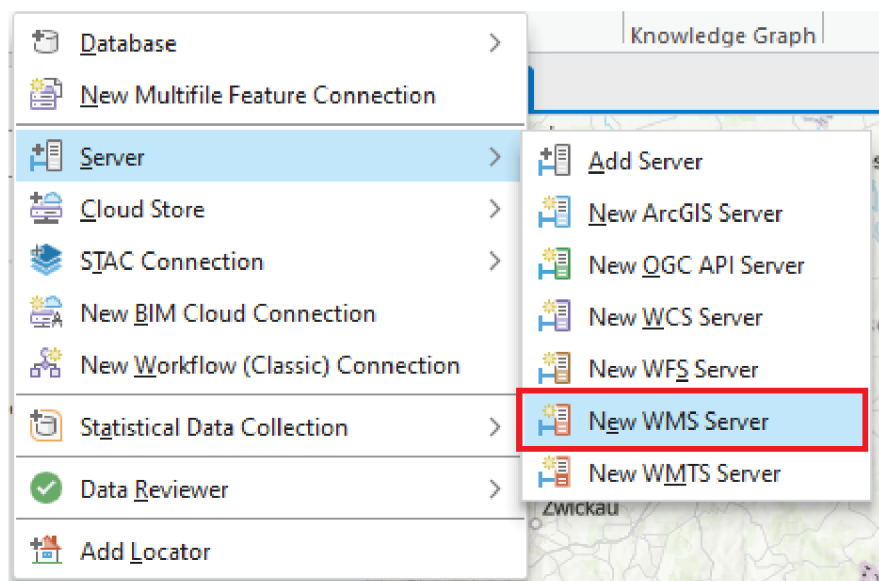 Knowledge Graph
Database
New Multifile Feature Connection
Server
Cloud Store
STAC Connection
New BIM Cloud Connection
New Workflow (Classic) Connection
Statistical Data Collection
Data Reviewer
Add Locator
Add Server
New ArcGIS Server
New OGC API Server
New WCS Server
New WFS Server
New WMS Server
New WMTS Server
Zwickau